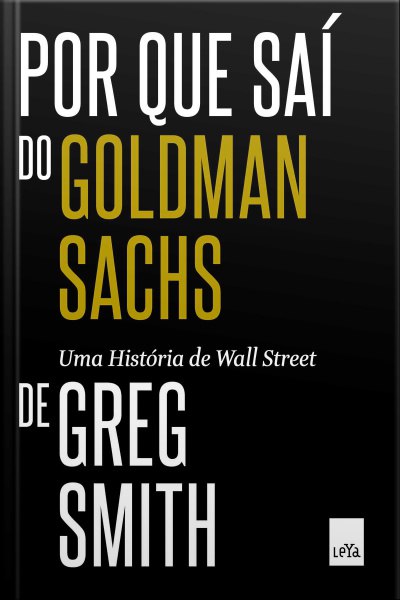 POR QUE SAÍ
DO GOLDMAN
SACHS
Uma História de Wall Street
DE GREG
SMITH
LeYa